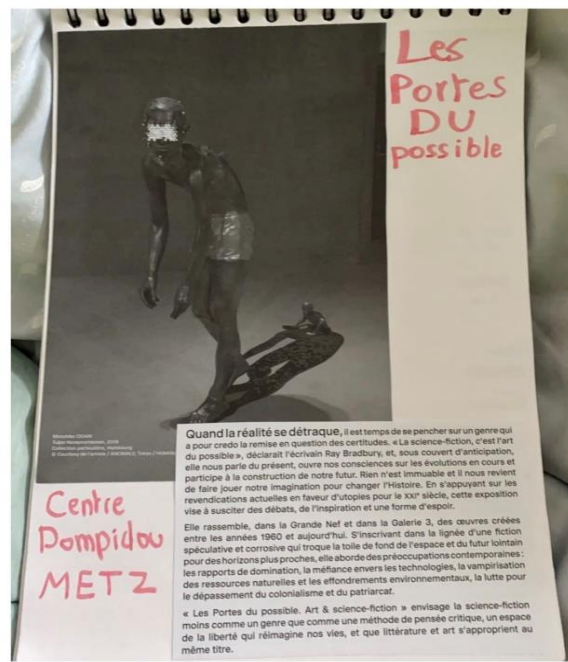 Les
Portes
DU
possible
Quand la réalité se détraque, il est temps de se pencher sur un genre qui
a pour credo la remise en question des certitudes. « La science-fiction, c'est l'art
du possible », déclarait l'écrivain Ray Bradbury, et, sous couvert d'anticipation,
elle nous parle du présent, ouvre nos consciences sur les évolutions en cours et
participe à la construction de notre futur. Rien n'est immuable et il nous revient
de faire jouer notre imagination pour changer l'Histoire. En s'appuyant sur les
revendications actuelles en faveur d'utopies pour le XXIe siècle, cette exposition
vise à susciter des débats, de l'inspiration et une forme d'espoir.
Elle rassemble, dans la Grande Nef et dans la Galerie 3, des œuvres créées
entre les années 1960 et aujourd'hui. S'inscrivant dans la lignée d'une fiction
spéculative et corrosive qui troque la toile de fond de l'espace et du futur lointain
pour des horizons plus proches, elle aborde des préoccupations contemporaines :
les rapports de domination, la méfiance envers les technologies, la vampirisation
des ressources naturelles et les effondrements environnementaux, la lutte pour
le dépassement du colonialisme et du patriarcat.
« Les Portes du possible. Art & science-fiction » envisage la science-fiction
moins comme un genre que comme une méthode de pensée critique, un espace
de la liberté qui réimagine nos vies, et que littérature et art s'approprient au
même titre.
Centre
Pompidou
METZ